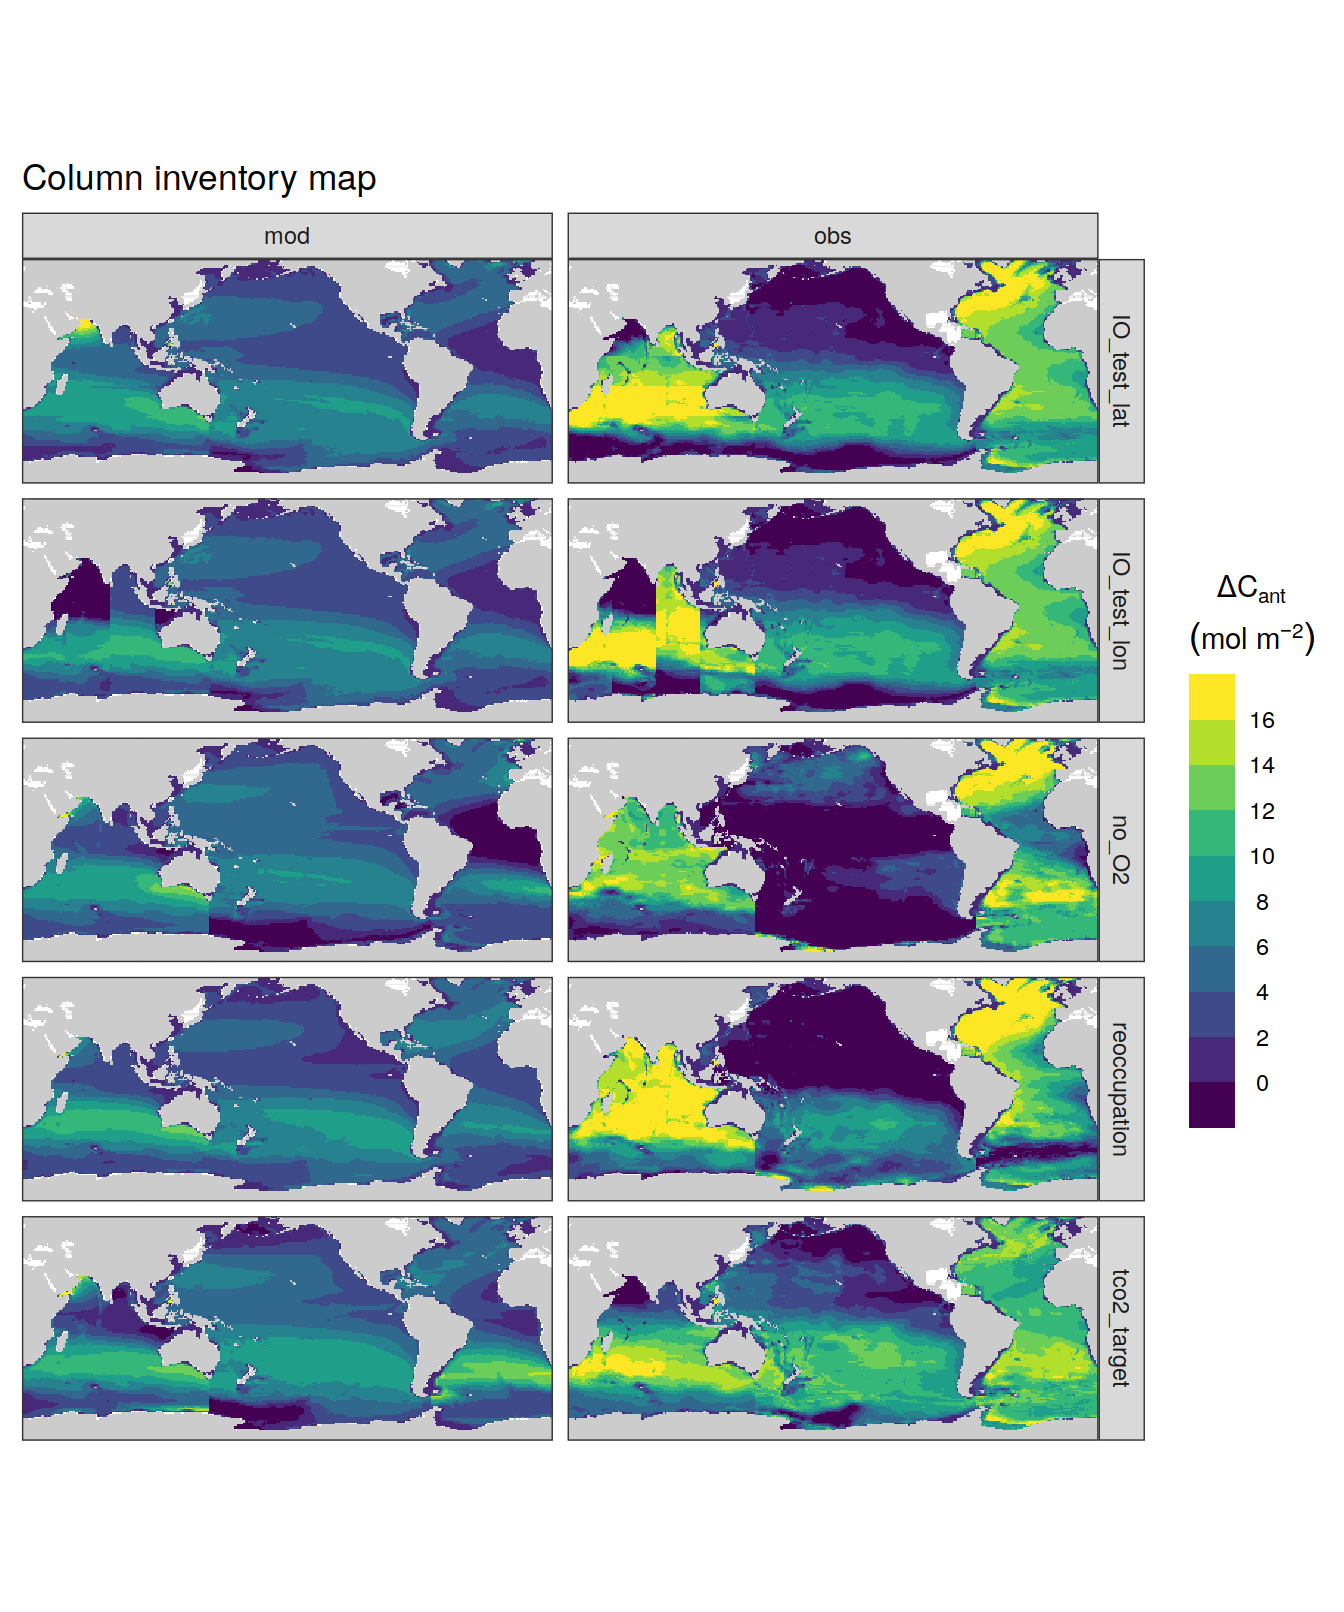 Column inventory map
mod
obs
IO_test_lat
IO_test_lon
no_O2
reoccupation
tco2_target
ΔCant
(mol m⁻²)
16
14
12
10
8
6
4
2
0